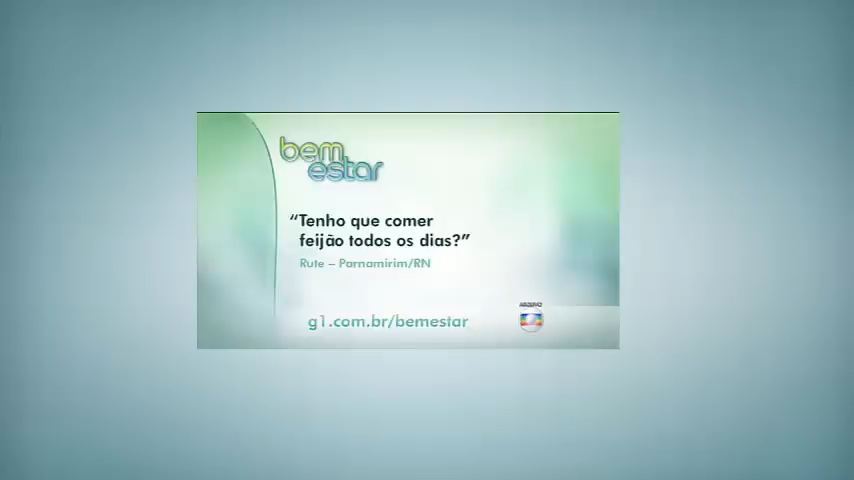 bem
estar
“Tenho que comer
feijão todos os dias?”
Rute – Parnamirim/RN
g1.com.br/bemestar